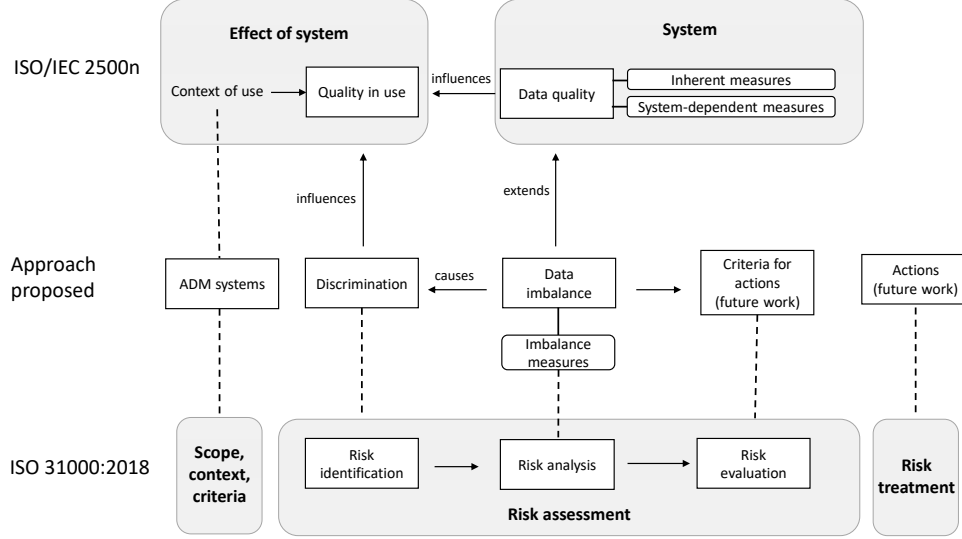 Effect of system
System
ISO/IEC 2500n
Context of use
Quality in use
influences
Data quality
Inherent measures
System-dependent measures
influences
extends
Approach
proposed
ADM systems
Discrimination
causes
Data
imbalance
Criteria for
actions
(future work)
Actions
(future work)
Imbalance
measures
ISO 31000:2018
Scope,
context,
criteria
Risk
identification
Risk analysis
Risk
evaluation
Risk
treatment
Risk assessment